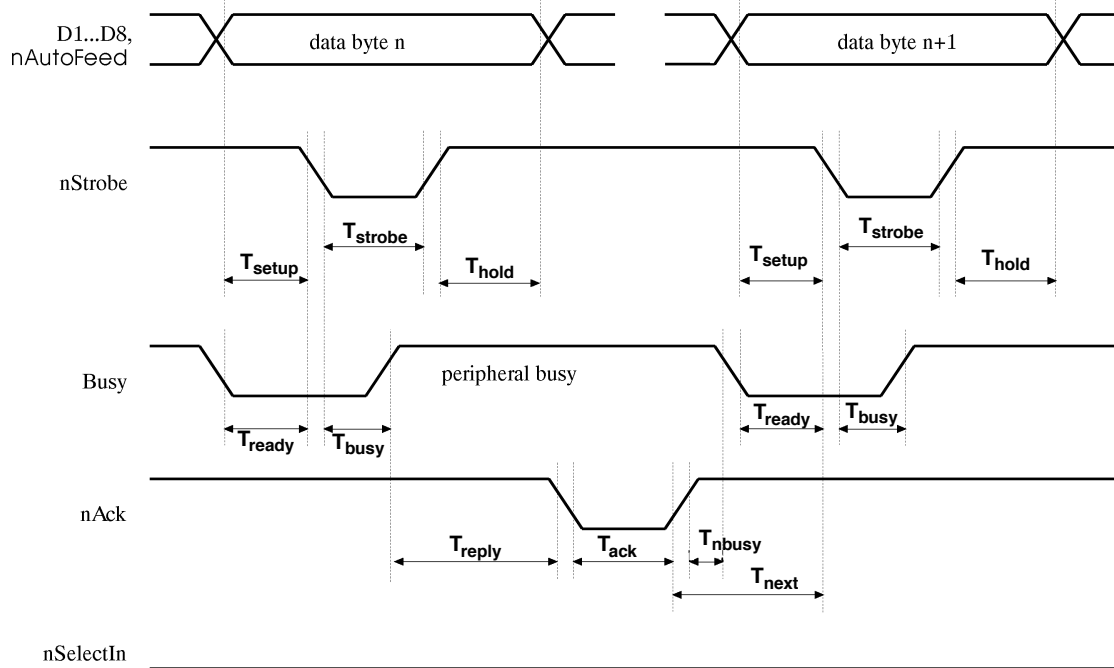 D1...D8,
nAutoFeed
data byte n
data byte n+1
nStrobe
Tstrobe
Tsetup
Thold
Tstrobe
Tsetup
Thold
Busy
peripheral busy
Tready
Tbusy
Tready
Tbusy
nAck
Treply
Tack
Tnbusy
Tnext
nSelectIn